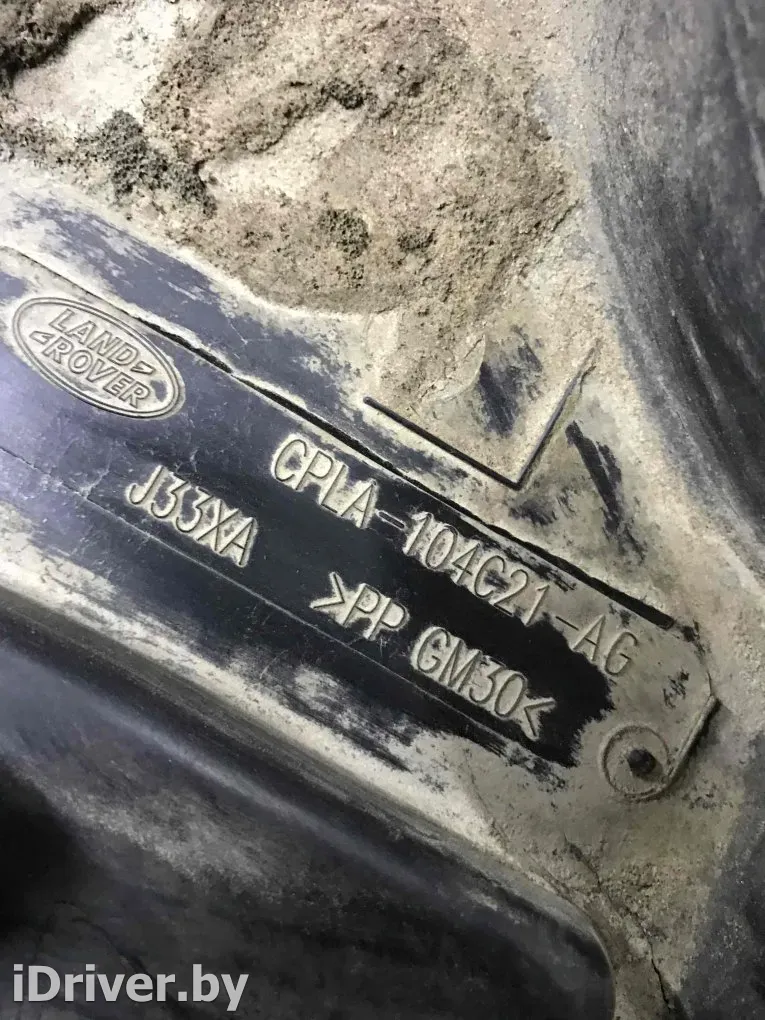 LAND
ROVER
CPLA-104C21-AG
J33XA
>PP GM30<
iDriver.by